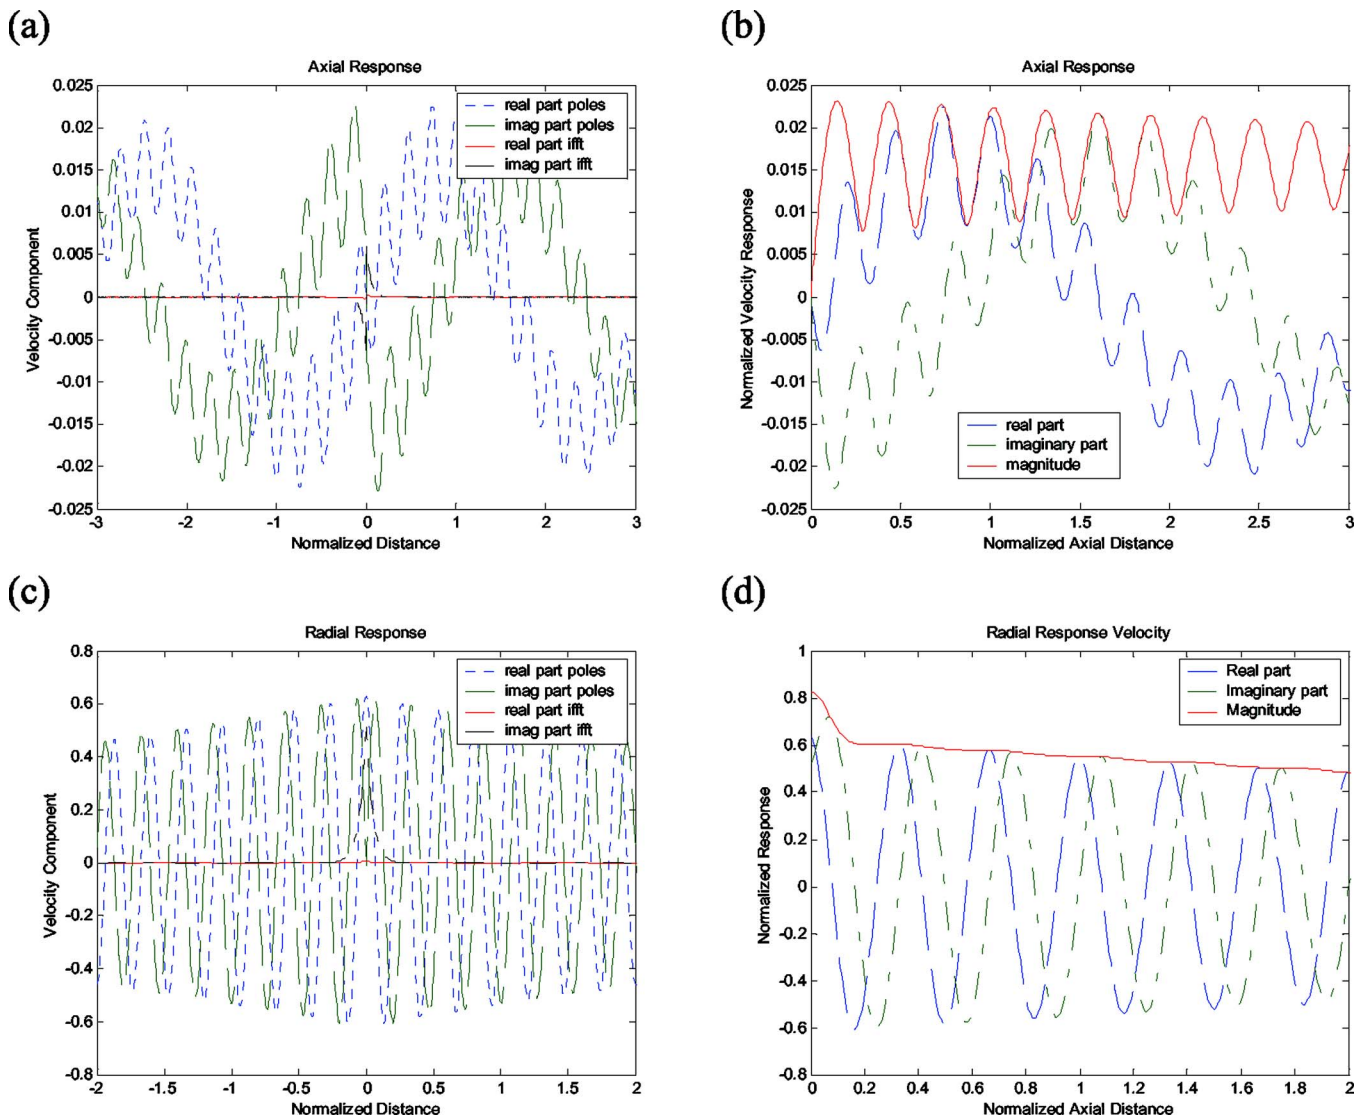 (a)
Axial Response
Velocity Component
0.025
0.02
0.015
0.01
0.005
0
-0.005
-0.01
-0.015
-0.02
-0.025
-3
-2
-1
0
1
2
3
Normalized Distance
real part poles
imag part poles
real part ifft
imag part ifft
(b)
Axial Response
Normalized Velocity Response
0.025
0.02
0.015
0.01
0.005
0
-0.005
-0.01
-0.015
-0.02
-0.025
0
0.5
1
1.5
2
2.5
3
Normalized Axial Distance
real part
imaginary part
magnitude
(c)
Radial Response
Velocity Component
0.8
0.6
0.4
0.2
0
-0.2
-0.4
-0.6
-0.8
-2
-1.5
-1
-0.5
0
0.5
1
1.5
2
Normalized Distance
real part poles
imag part poles
real part ifft
imag part ifft
(d)
Radial Response Velocity
Normalized Response
1
0.8
0.6
0.4
0.2
0
-0.2
-0.4
-0.6
-0.8
0
0.2
0.4
0.6
0.8
1
1.2
1.4
1.6
1.8
2
Normalized Axial Distance
Real part
Imaginary part
Magnitude